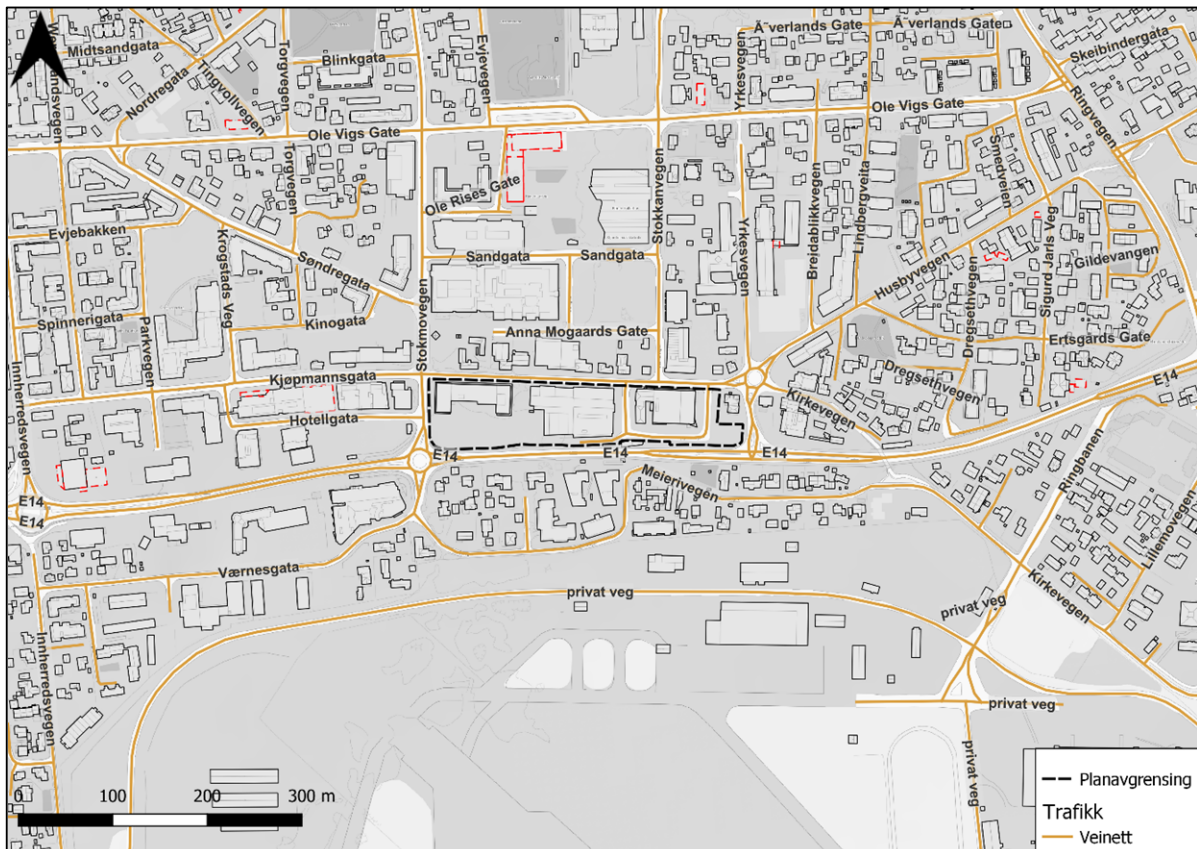 Midtsandgata
Nordregata
Tingvollvegen
Torgvegen
Blinkgata
Evjevegen
Yrkesvegen
Ä¨verlands Gate
Ä¨verlands Gate
Skeibindergata
Ringvegen
Ole Vigs Gate
Ole Vigs Gate
Ole Vigs Gate
Torgvegen
Ole Rises Gate
Stokkanvegen
Breidablikkvegen
Lindbergveita
Smedveien
Evjebakken
Krogstads Veg
Søndregata
Sandgata
Sandgata
Yrkesvegen
Husbyvegen
Dregsethvegen
Sigurd Jarls Veg
Gildevangen
Spinnerigata
Parkvegen
Kinogata
Stokmovegen
Anna Mogaards Gate
Ertsgårds Gate
Innherredsvegen
Kjøpmannsgata
Dregsethvegen
E14
Hotellgata
Kirkevegen
E14
E14
E14
Meierivegen
Ringbanen
E14
E14
Lillemovegen
Værnesgata
privat veg
privat veg
Kirkevegen
Innherredsvegen
privat veg
privat veg
0 100 200 300 m
Planavgrensing
Trafikk
Veinett